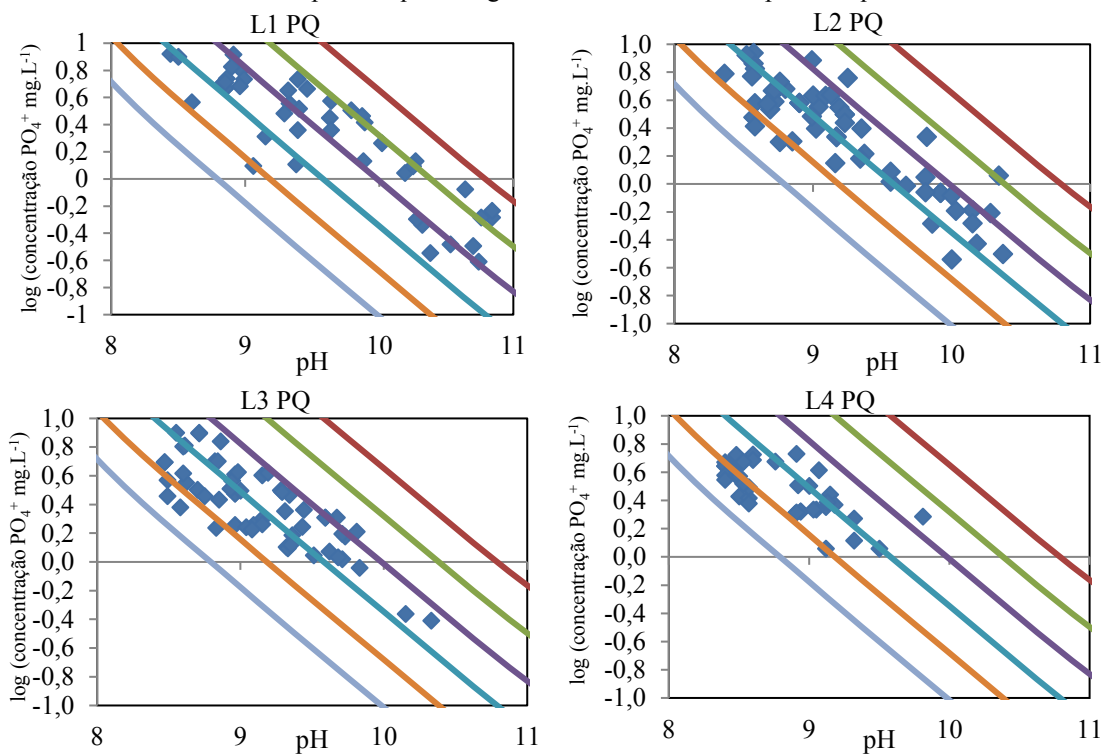 L1 PQ
log (concentração PO₄⁺ mg.L⁻¹)
1
0,8
0,6
0,4
0,2
0
-0,2
-0,4
-0,6
-0,8
-1
8 9 10 11
pH
L2 PQ
log (concentração PO₄⁺ mg.L⁻¹)
1,0
0,8
0,6
0,4
0,2
0,0
-0,2
-0,4
-0,6
-0,8
-1,0
8 9 10 11
pH
L3 PQ
log (concentração PO₄⁺ mg.L⁻¹)
1,0
0,8
0,6
0,4
0,2
0,0
-0,2
-0,4
-0,6
-0,8
-1,0
8 9 10 11
pH
L4 PQ
log (concentração PO₄⁺ mg.L⁻¹)
1,0
0,8
0,6
0,4
0,2
0,0
-0,2
-0,4
-0,6
-0,8
-1,0
8 9 10 11
pH